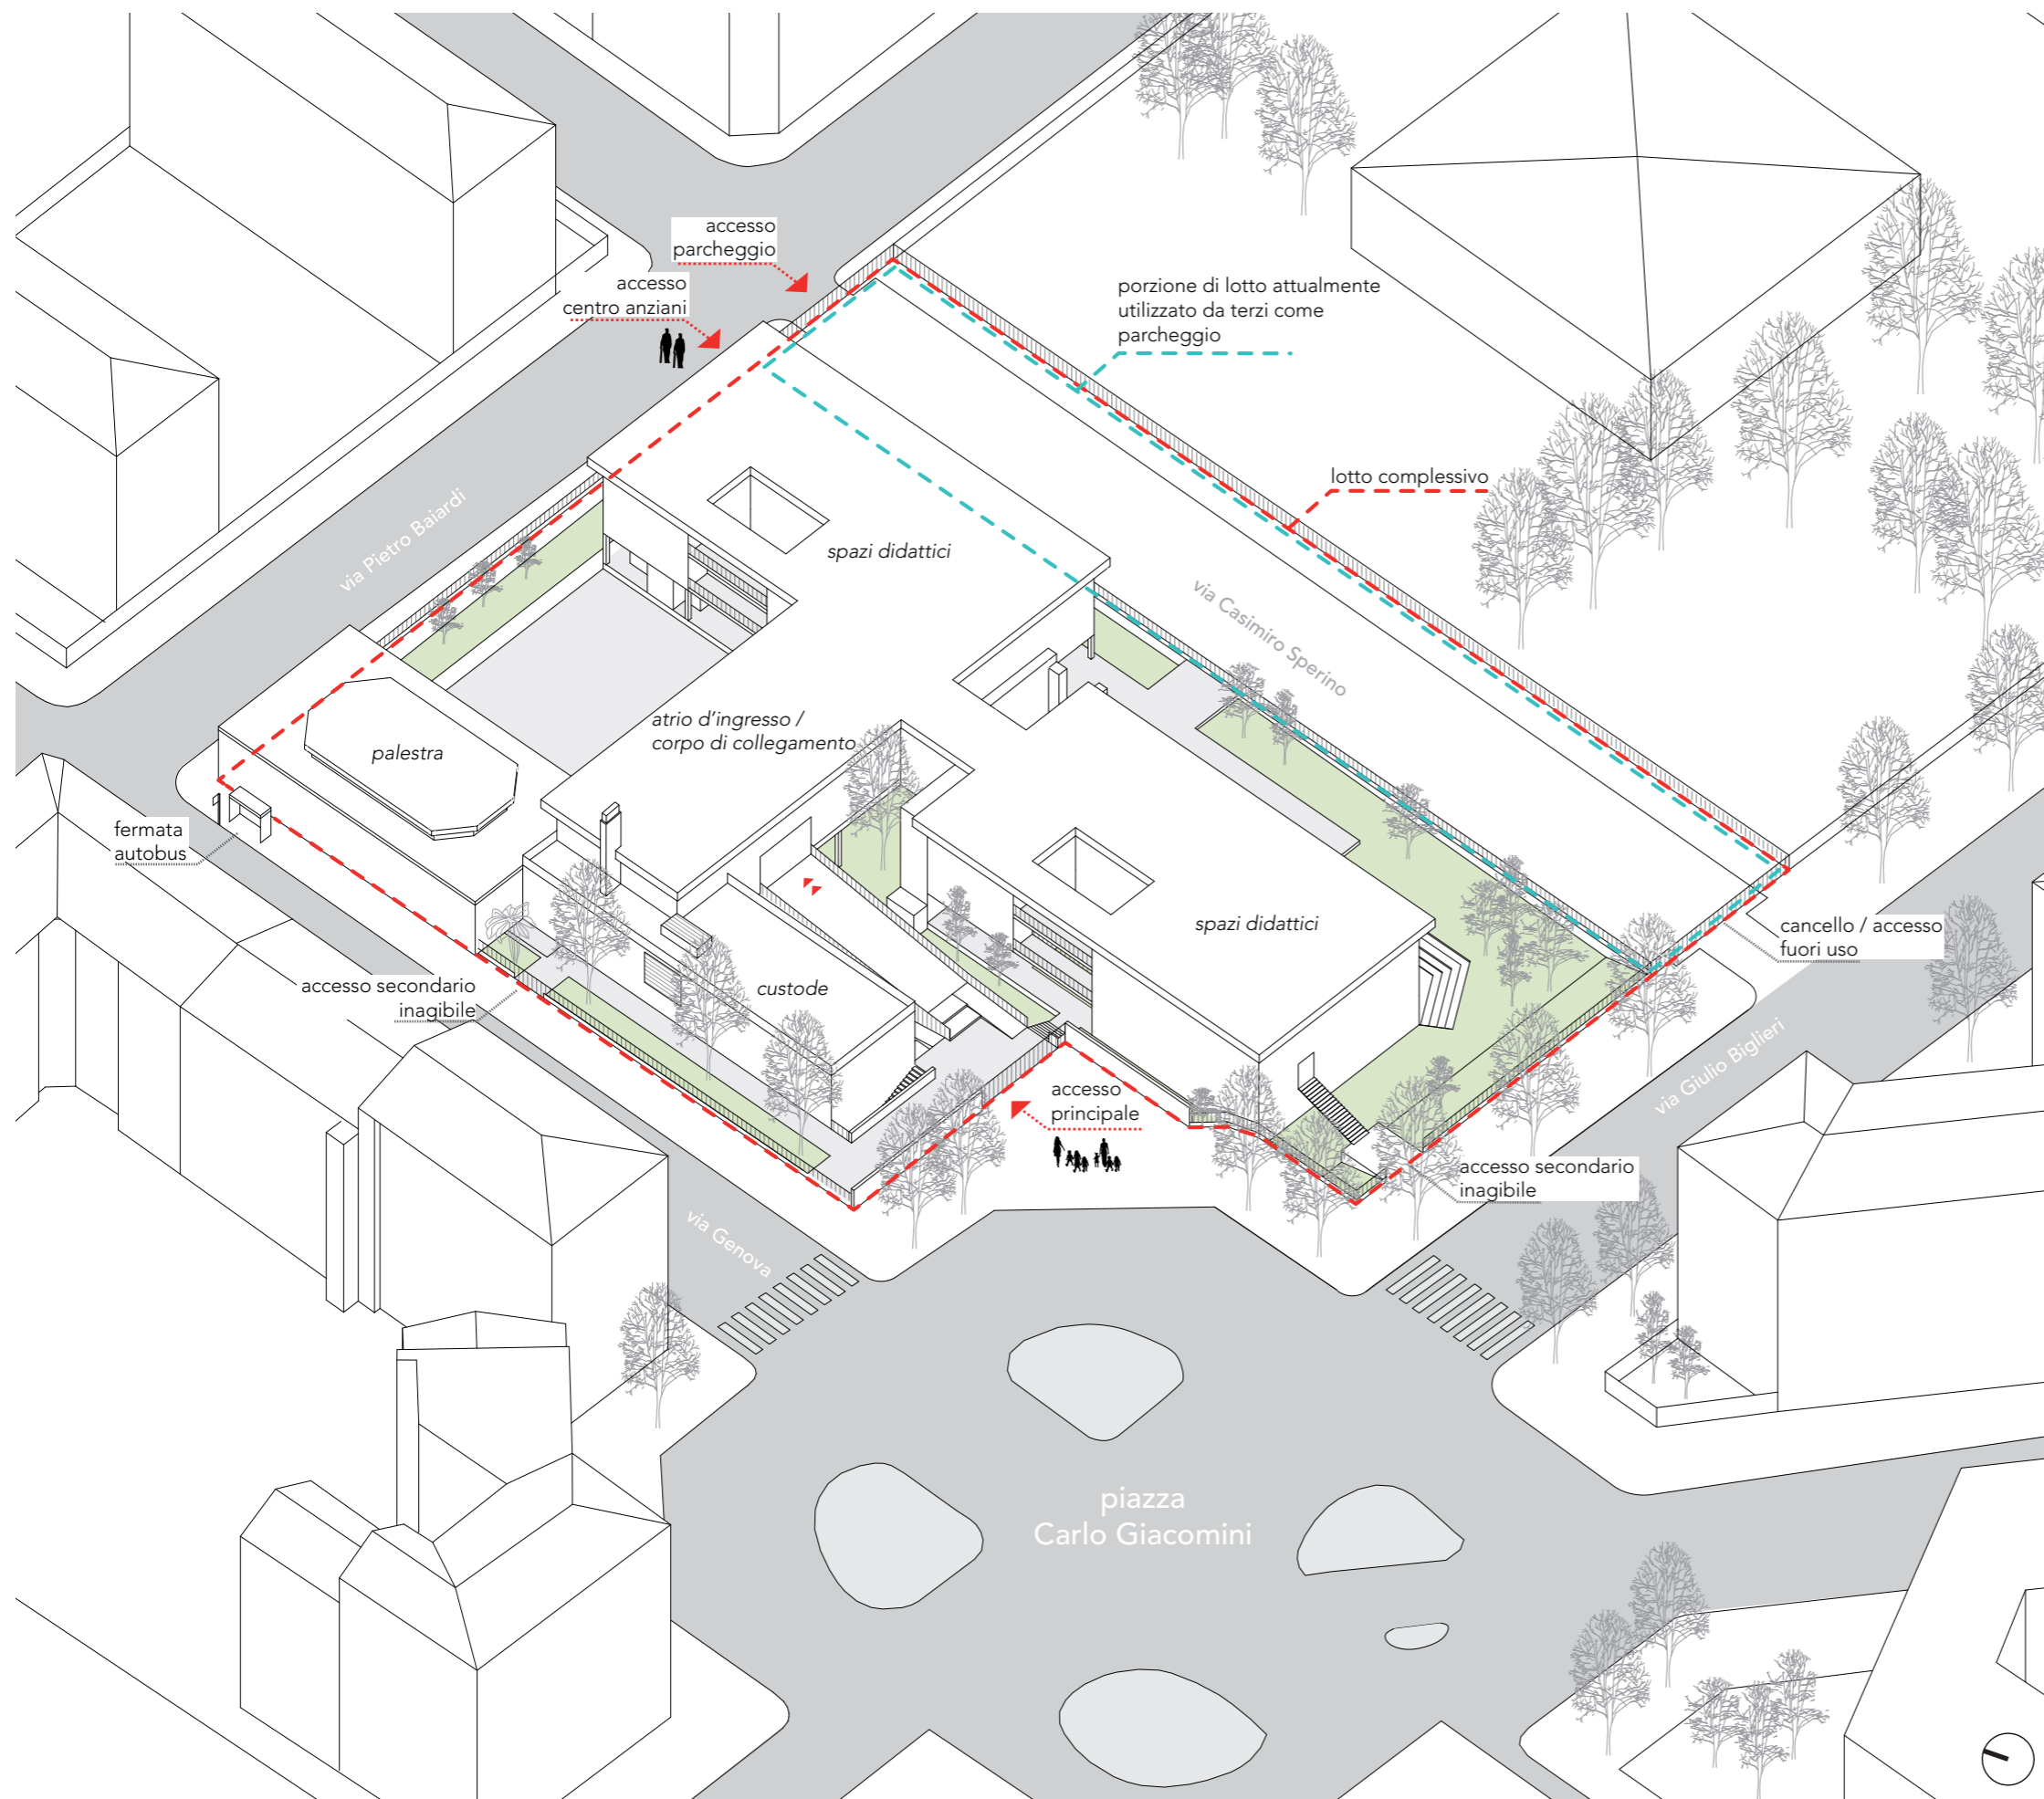 accesso
parcheggio
accesso
centro anziani
porzione di lotto attualmente
utilizzato da terzi come
parcheggio
lotto complessivo
via Pietro Baiardi
spazi didattici
via Casimiro Sperino
atrio d’ingresso /
corpo di collegamento
palestra
fermata
autobus
spazi didattici
cancello / accesso
fuori uso
accesso secondario
inagibile
custode
via Giulio Biglieri
accesso
principale
accesso secondario
inagibile
via Genova
piazza
Carlo Giacomini